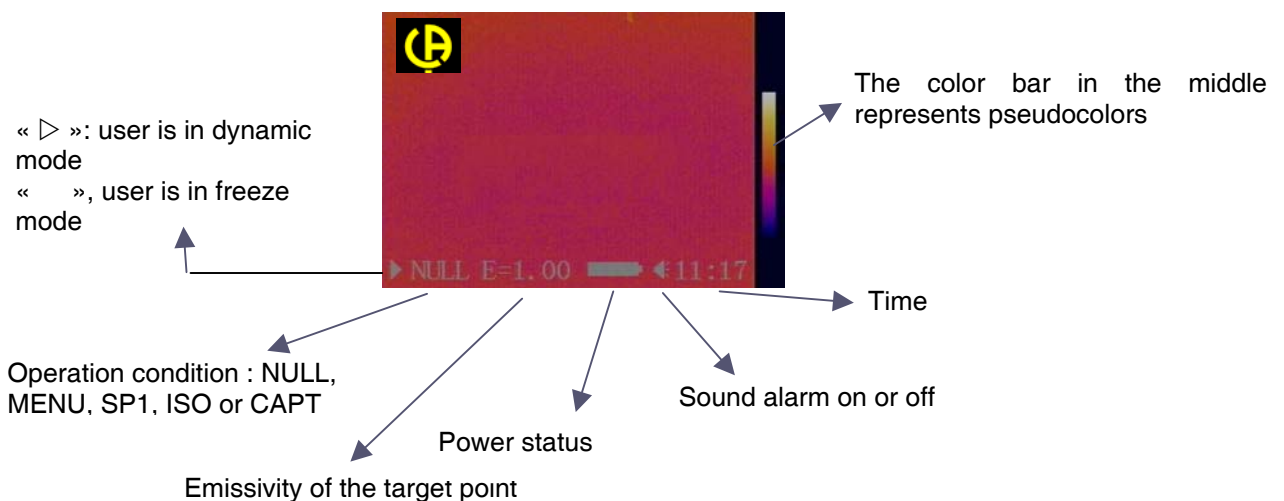 « ▷ »: user is in dynamic
mode
« », user is in freeze
mode
The color bar in the middle
represents pseudocolors
NULL E=1.00 11:17
Time
Operation condition : NULL,
MENU, SP1, ISO or CAPT
Sound alarm on or off
Power status
Emissivity of the target point